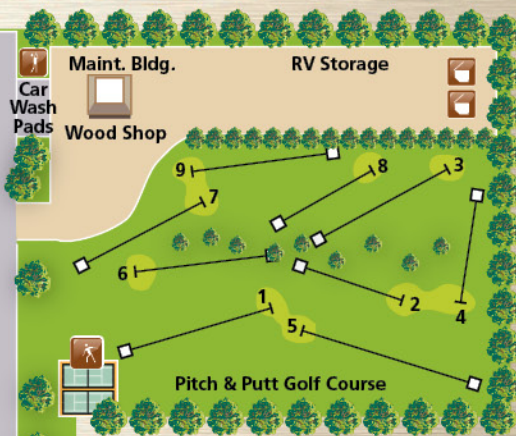 Maint. Bldg.
RV Storage
Car
Wash
Pads
Wood Shop
9
8
3
7
6
1
2
5
4
Pitch & Putt Golf Course